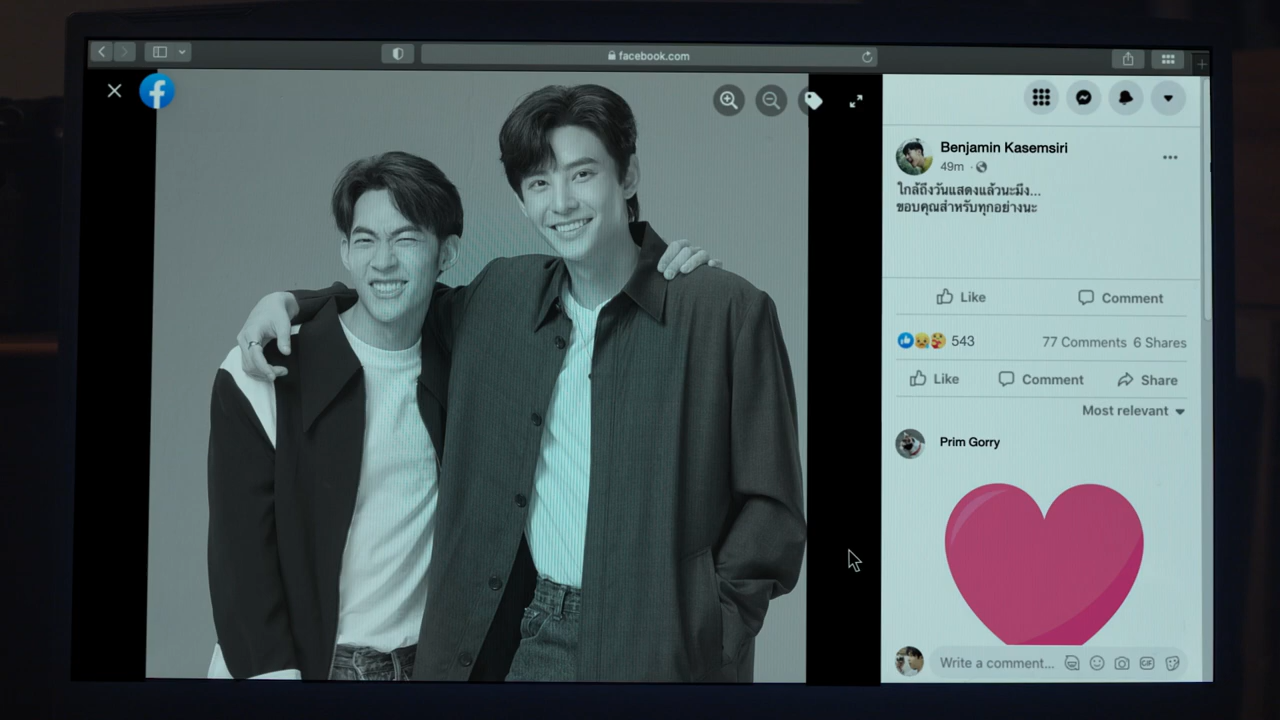 facebook.com
Benjamin Kasemsiri
49m ·
ใกล้ถึงวันแสดงแล้วนะมึง...
ขอบคุณสำหรับทุกอย่างนะ
Like Comment
543 77 Comments 6 Shares
Like Comment Share
Most relevant
Prim Gorry
Write a comment... GIF